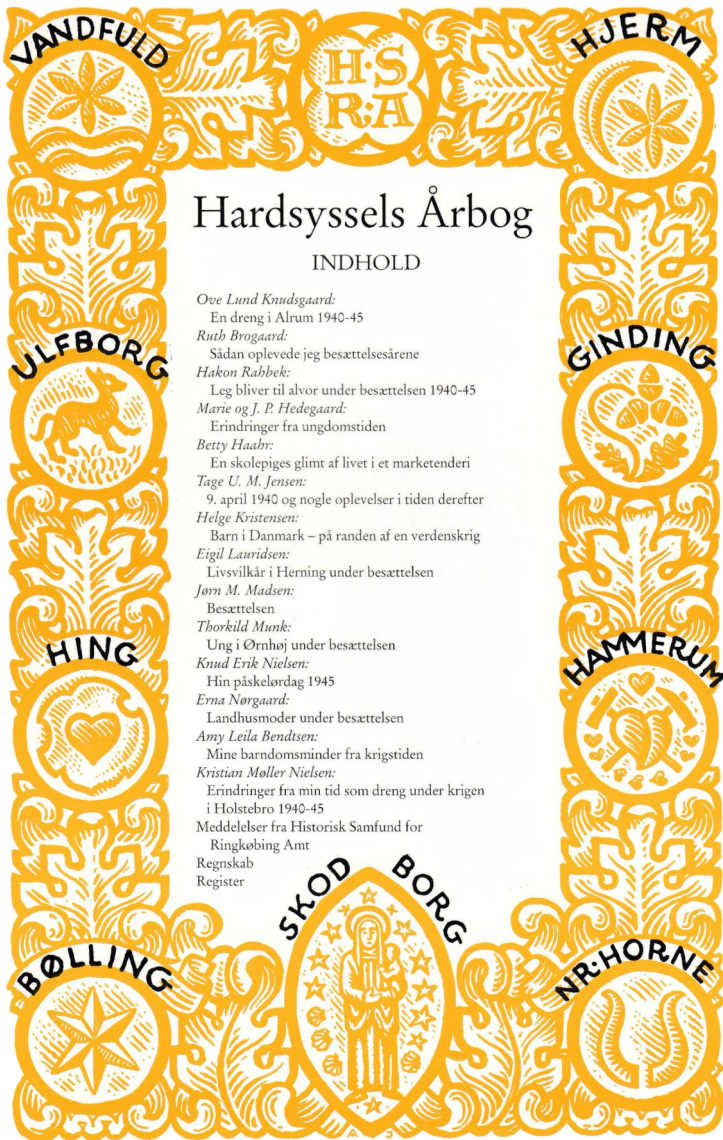 VANDFULD
H·S
R·A
HJERM
Hardsyssels Årbog
INDHOLD
Ove Lund Knudsgaard:
En dreng i Alrum 1940-45
Ruth Brogaard:
Sådan oplevede jeg besættelsesårene
Hakon Rahbek:
Leg bliver til alvor under besættelsen 1940-45
Marie og J. P. Hedegaard:
Erindringer fra ungdomstiden
Betty Haahr:
En skolepiges glimt af livet i et marketenderi
Tage U. M. Jensen:
9. april 1940 og nogle oplevelser i tiden derefter
Helge Kristensen:
Barn i Danmark – på randen af en verdenskrig
Eigil Lauridsen:
Livsvilkår i Herning under besættelsen
Jørn M. Madsen:
Besættelsen
Thorkild Munk:
Ung i Ørnhøj under besættelsen
Knud Erik Nielsen:
Hin påskelørdag 1945
Erna Nørgaard:
Landhusmoder under besættelsen
Amy Leila Bendtsen:
Mine barndomsminder fra krigstiden
Kristian Møller Nielsen:
Erindringer fra min tid som dreng under krigen
i Holstebro 1940-45
Meddelelser fra Historisk Samfund for
Ringkøbing Amt
Regnskab
Register
ULFBORG
GINDING
HING
HAMMERUM
BØLLING
SKOD BORG
NR·HORNE
A J